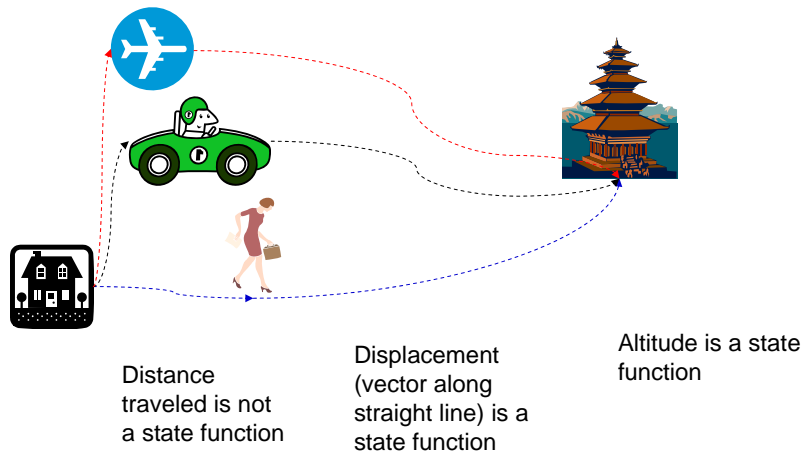 Distance
traveled is not
a state function
Displacement
(vector along
straight line) is a
state function
Altitude is a state
function